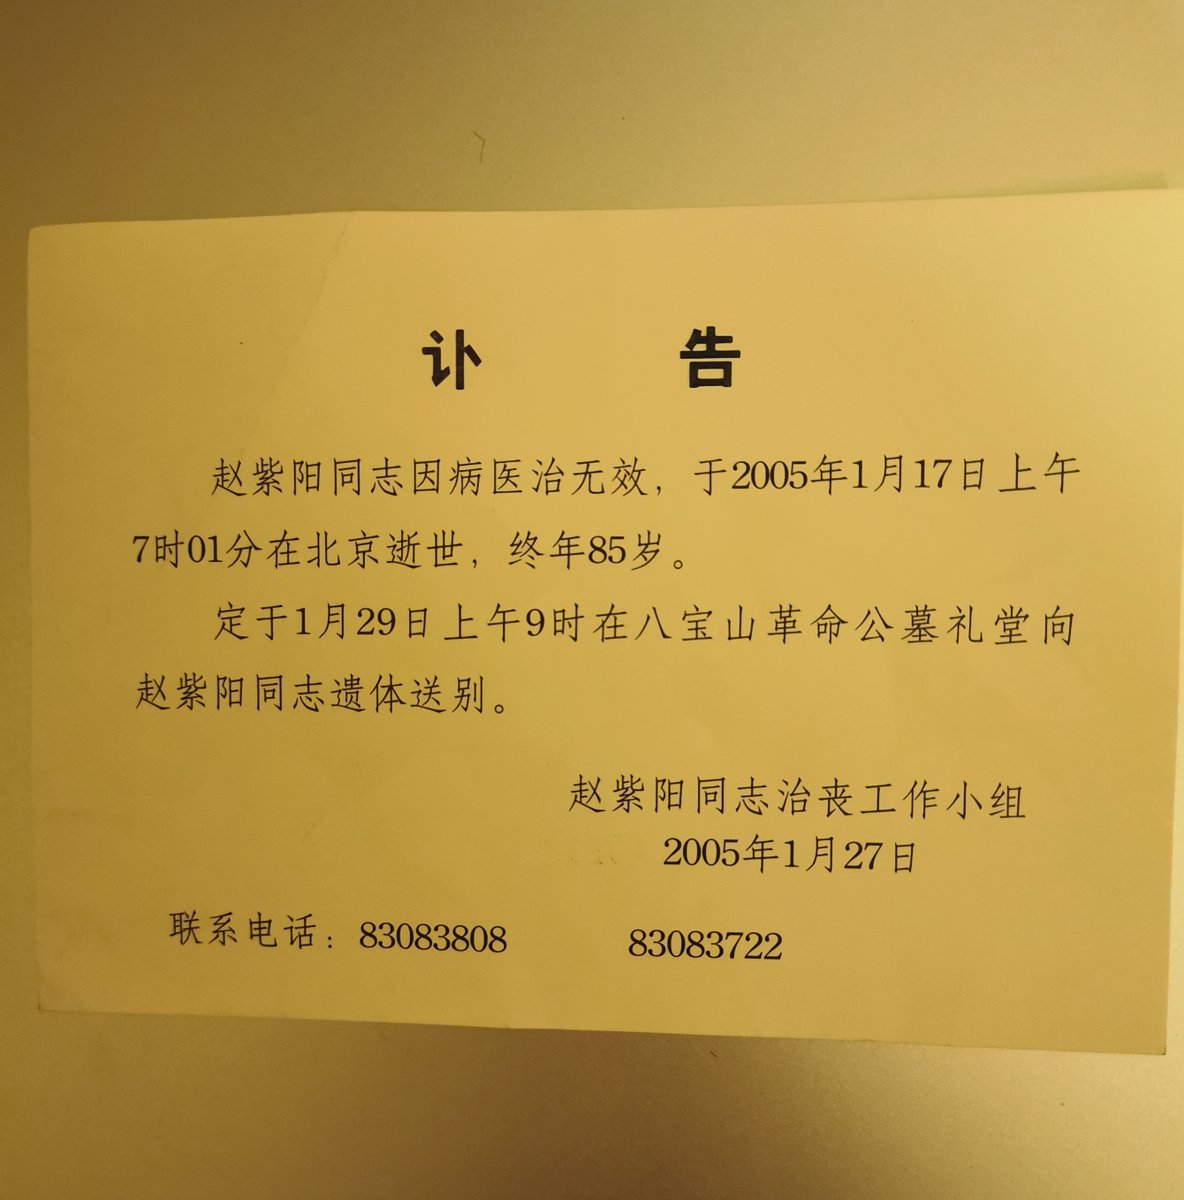 讣 告
赵紫阳同志因病医治无效，于2005年1月17日上午
7时01分在北京逝世，终年85岁。
定于1月29日上午9时在八宝山革命公墓礼堂向
赵紫阳同志遗体送别。
赵紫阳同志治丧工作小组
2005年1月27日
联系电话：83083808 83083722